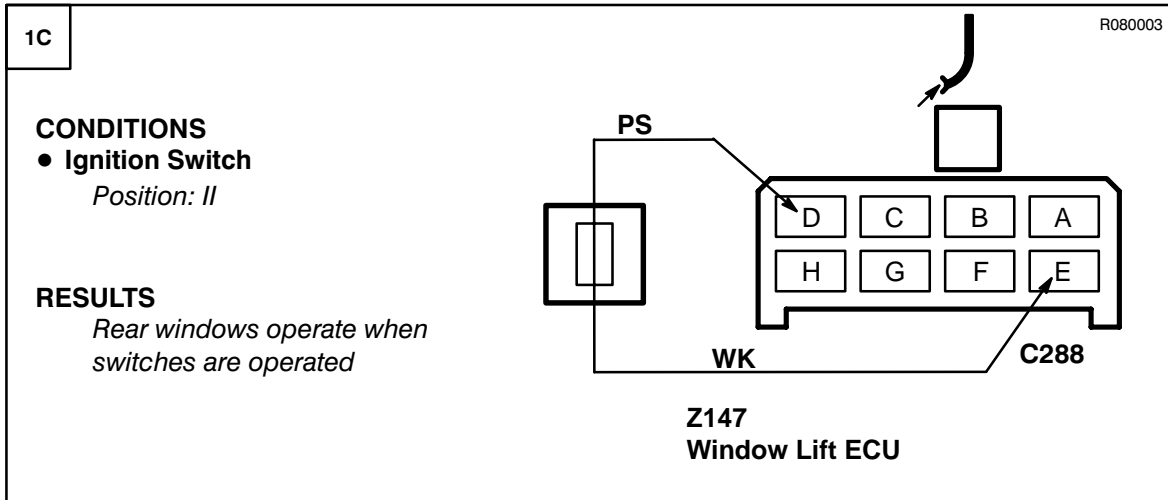 1C
R080003
CONDITIONS
● Ignition Switch
Position: II
RESULTS
Rear windows operate when
switches are operated
PS
D C B A
H G F E
WK
C288
Z147
Window Lift ECU